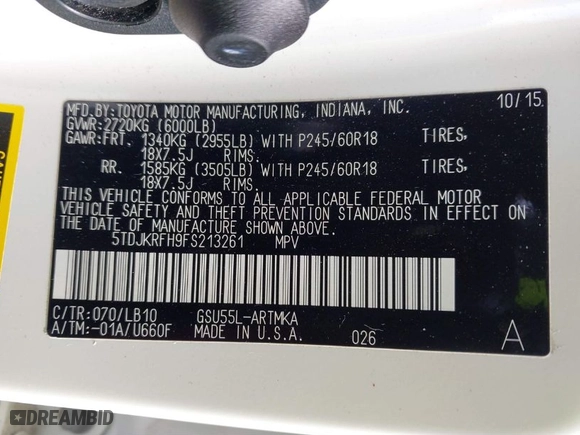 MFD.BY:TOYOTA MOTOR MANUFACTURING, INDIANA, INC. 10/15
GVWR:2720KG (6000LB)
GAWR:FRT. 1340KG (2955LB) WITH P245/60R18 TIRES,
18X7.5J RIMS.
RR. 1585KG (3505LB) WITH P245/60R18 TIRES,
18X7.5J RIMS.
THIS VEHICLE CONFORMS TO ALL APPLICABLE FEDERAL MOTOR
VEHICLE SAFETY AND THEFT PREVENTION STANDARDS IN EFFECT ON
THE DATE OF MANUFACTURE SHOWN ABOVE.
5TDJKRFH9FS213261 MPV
C/TR:070/LB10 GSU55L-ARTMKA
A/TM:-01A/U660F MADE IN U.S.A. 026 A
DREAMBID